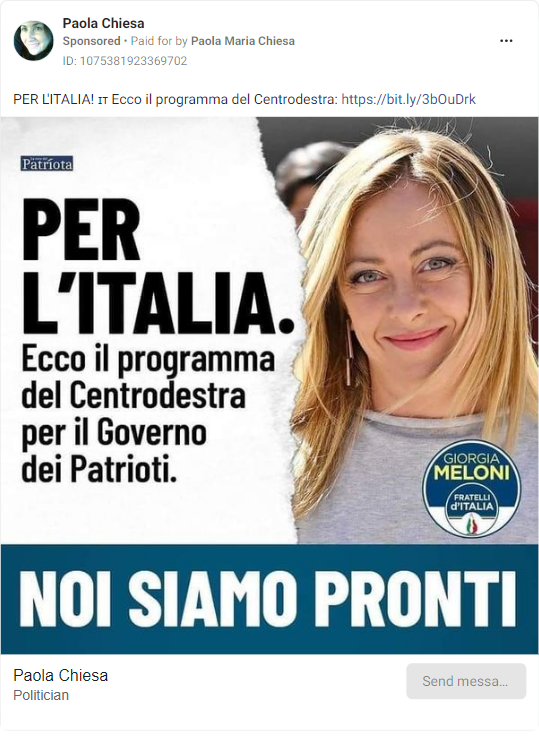 Paola Chiesa
Sponsored • Paid for by Paola Maria Chiesa
ID: 1075381923369702
PER L'ITALIA! IT Ecco il programma del Centrodestra: https://bit.ly/3bOuDrk
Patriota
PER
L'ITALIA.
Ecco il programma
del Centrodestra
per il Governo
dei Patrioti.
GIORGIA
MELONI
FRATELLI
d'ITALIA
NOI SIAMO PRONTI
Paola Chiesa
Politician
Send messa...